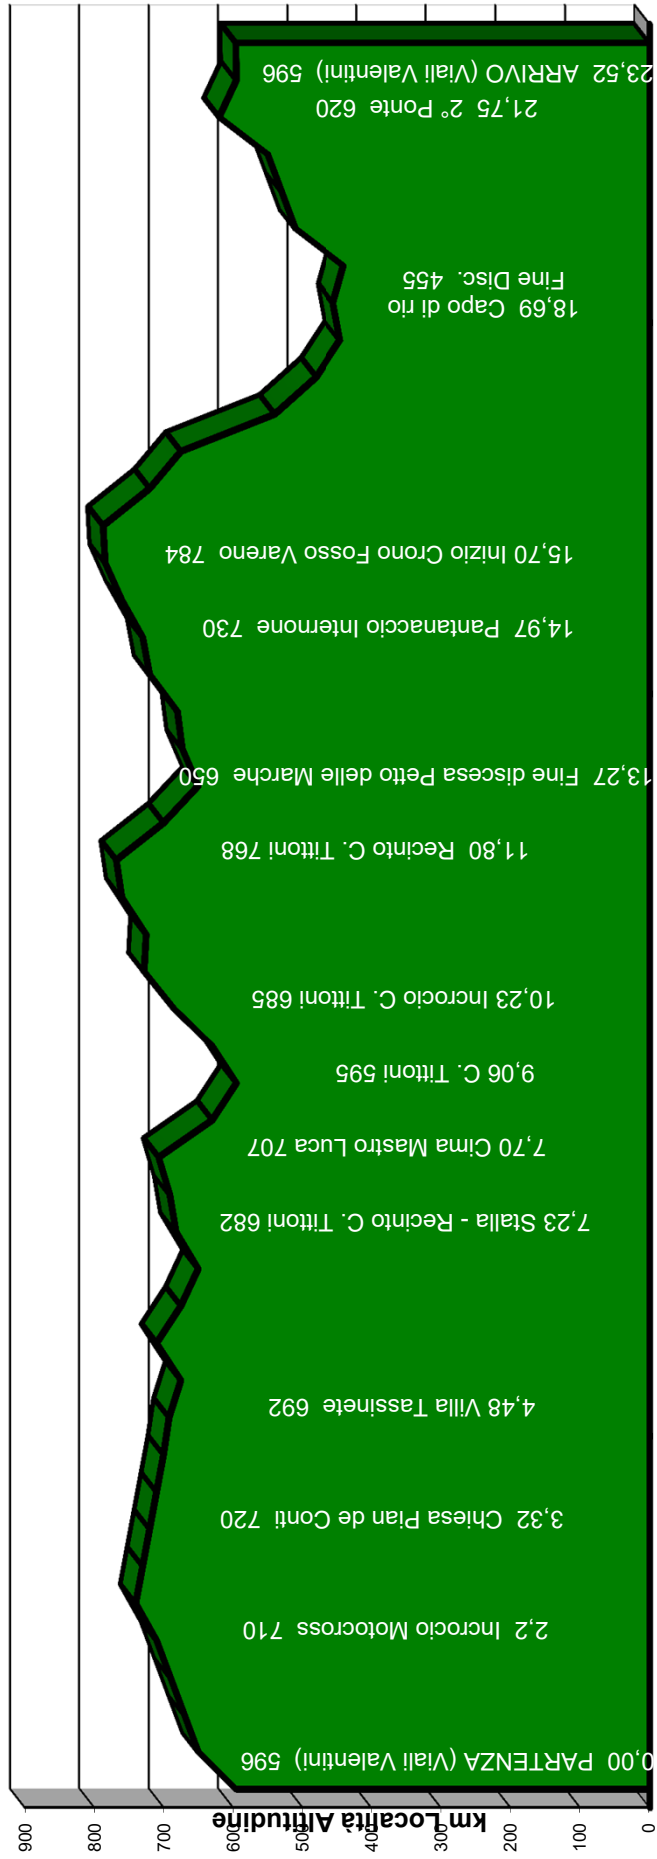 0
100
200
300
400
500
600
700
800
900
km Località Altitudine
0,00 PARTENZA (Viali Valentini) 596
2,2 Incrocio Motocross 710
3,32 Chiesa Pian de Conti 720
4,48 Villa Tassinete 692
7,23 Stalla - Recinto C. Tittoni 682
7,70 Cima Mastro Luca 707
9,06 C. Tittoni 595
10,23 Incrocio C. Tittoni 685
11,80 Recinto C. Tittoni 768
13,27 Fine discesa Petto delle Marche 650
14,97 Pantanaccio Internone 730
15,70 Inizio Crono Fosso Vareno 784
18,69 Capo di rio
Fine Disc. 455
21,75 2° Ponte 620
23,52 ARRIVO (Viali Valentini) 596